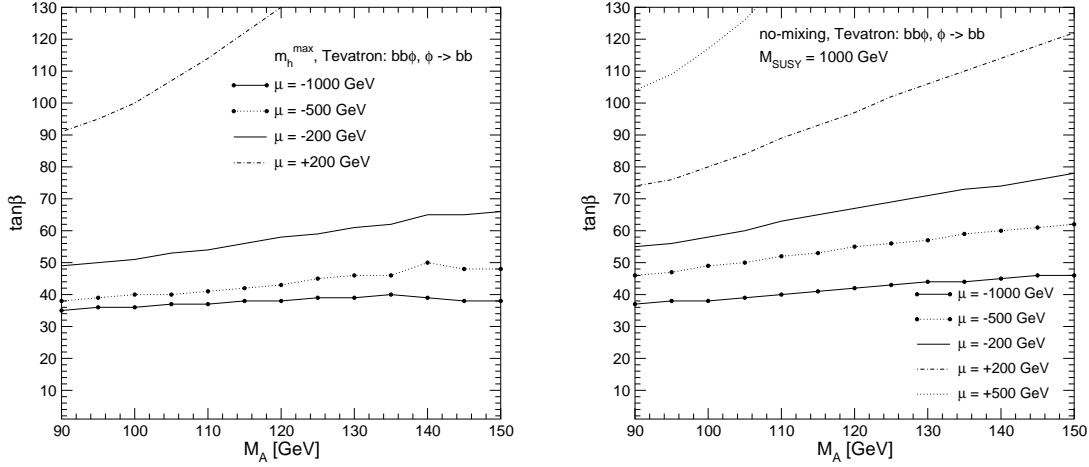 130
120
110
100
90
80
70
60
50
40
30
20
10
tanβ
m_h^max, Tevatron: bbϕ, ϕ -> bb
μ = -1000 GeV
μ = -500 GeV
μ = -200 GeV
μ = +200 GeV
90 100 110 120 130 140 150
M_A [GeV]
130
120
110
100
90
80
70
60
50
40
30
20
10
tanβ
no-mixing, Tevatron: bbϕ, ϕ -> bb
M_SUSY = 1000 GeV
μ = -1000 GeV
μ = -500 GeV
μ = -200 GeV
μ = +200 GeV
μ = +500 GeV
90 100 110 120 130 140 150
M_A [GeV]